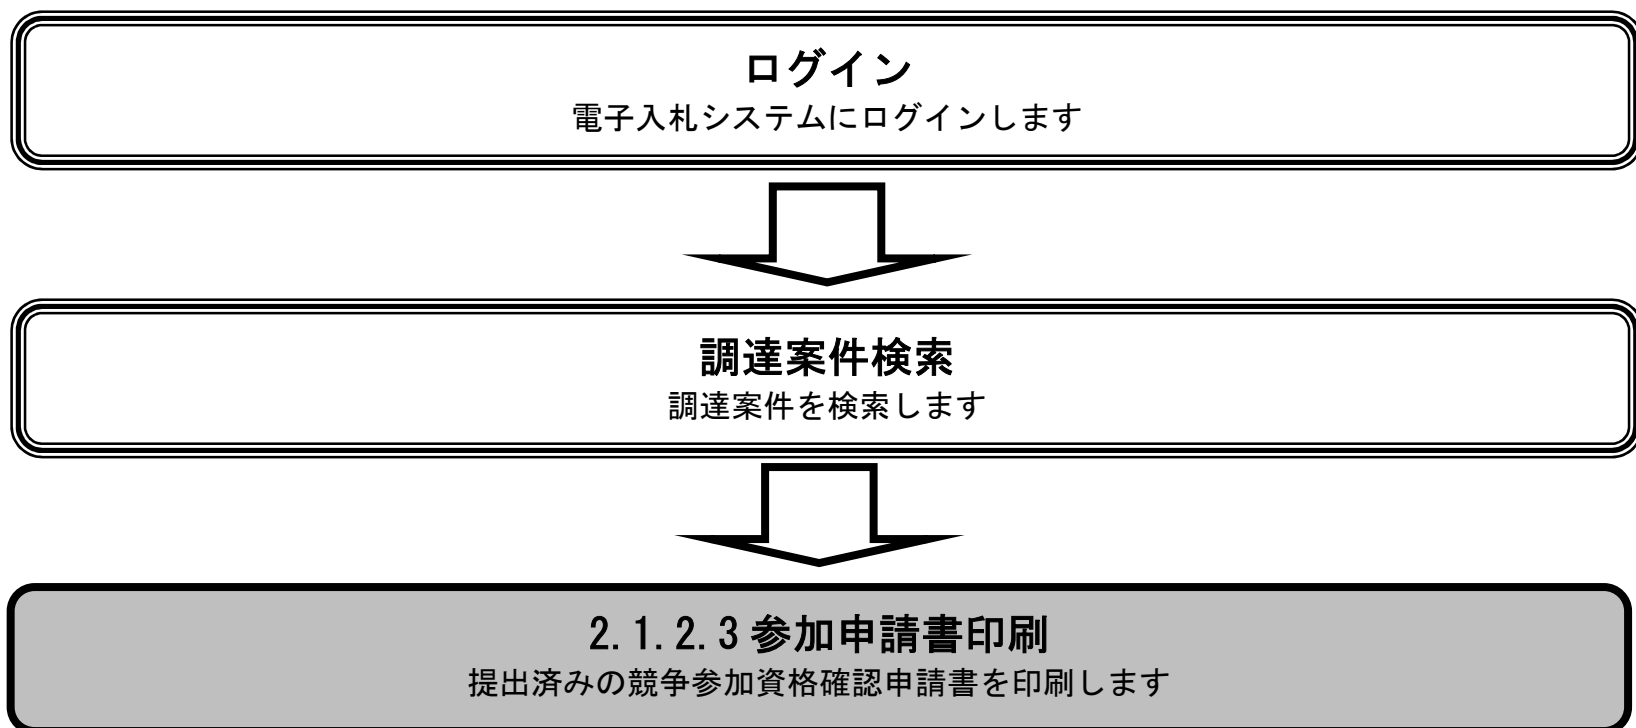 ログイン
電子入札システムにログインします
調達案件検索
調達案件を検索します
2.1.2.3 参加申請書印刷
提出済みの競争参加資格確認申請書を印刷します